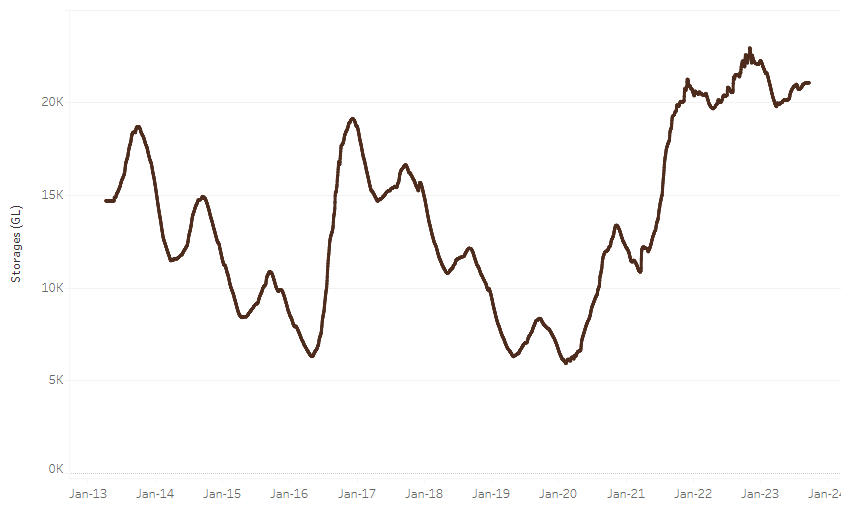 Storages (GL)
20K
15K
10K
5K
0K
Jan-13 Jan-14 Jan-15 Jan-16 Jan-17 Jan-18 Jan-19 Jan-20 Jan-21 Jan-22 Jan-23 Jan-24